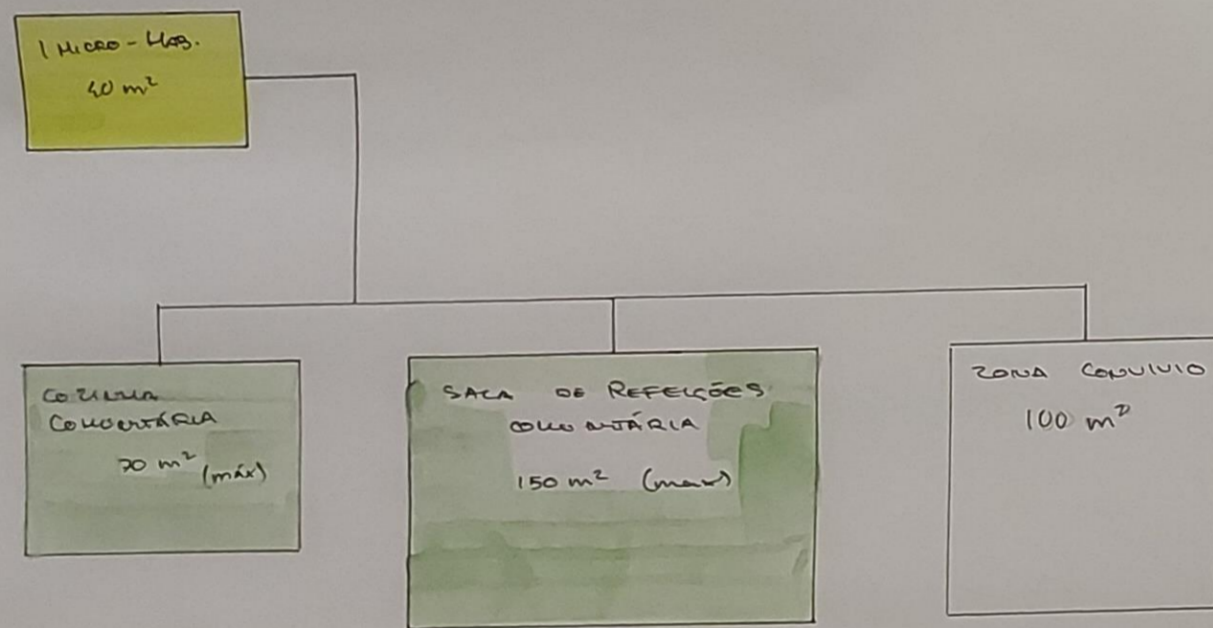 1 MICRO-HAB.
40 m²
COZINHA
COMUNITÁRIA
70 m² (máx)
SALA DE REFEIÇÕES
COMUNITÁRIA
150 m² (max)
ZONA CONVIVIO
100 m²